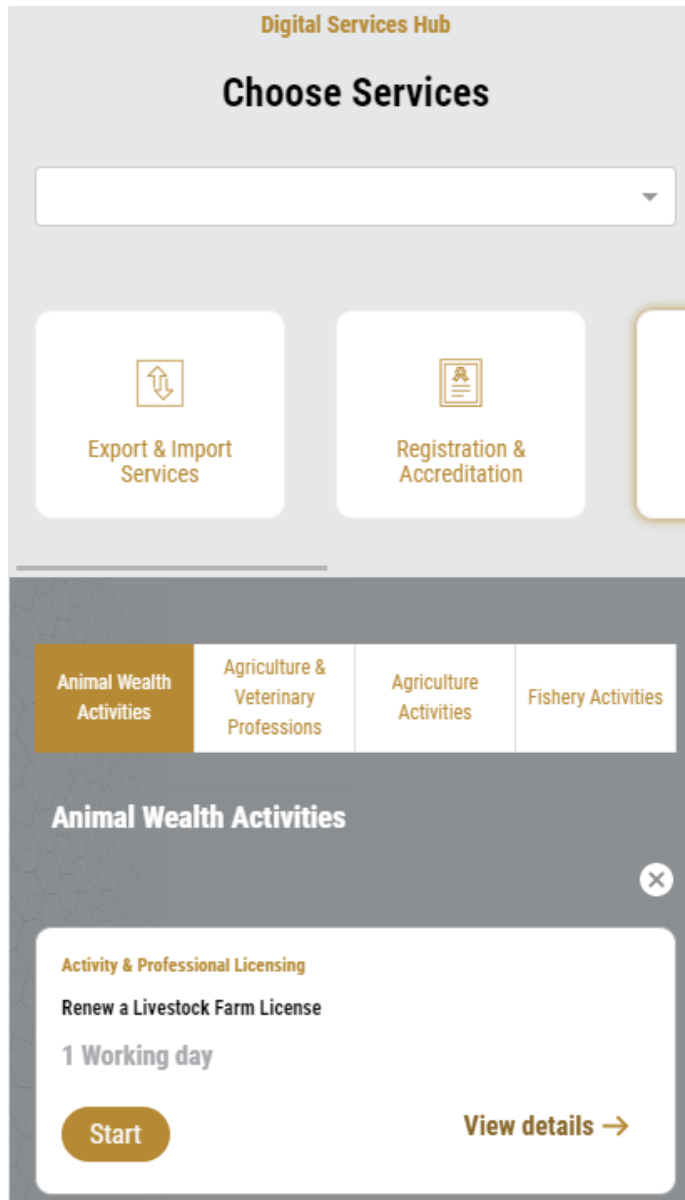 Digital Services Hub
Choose Services
Export & Import
Services
Registration &
Accreditation
Animal Wealth
Activities
Agriculture &
Veterinary
Professions
Agriculture
Activities
Fishery Activities
Animal Wealth Activities
Activity & Professional Licensing
Renew a Livestock Farm License
1 Working day
Start
View details